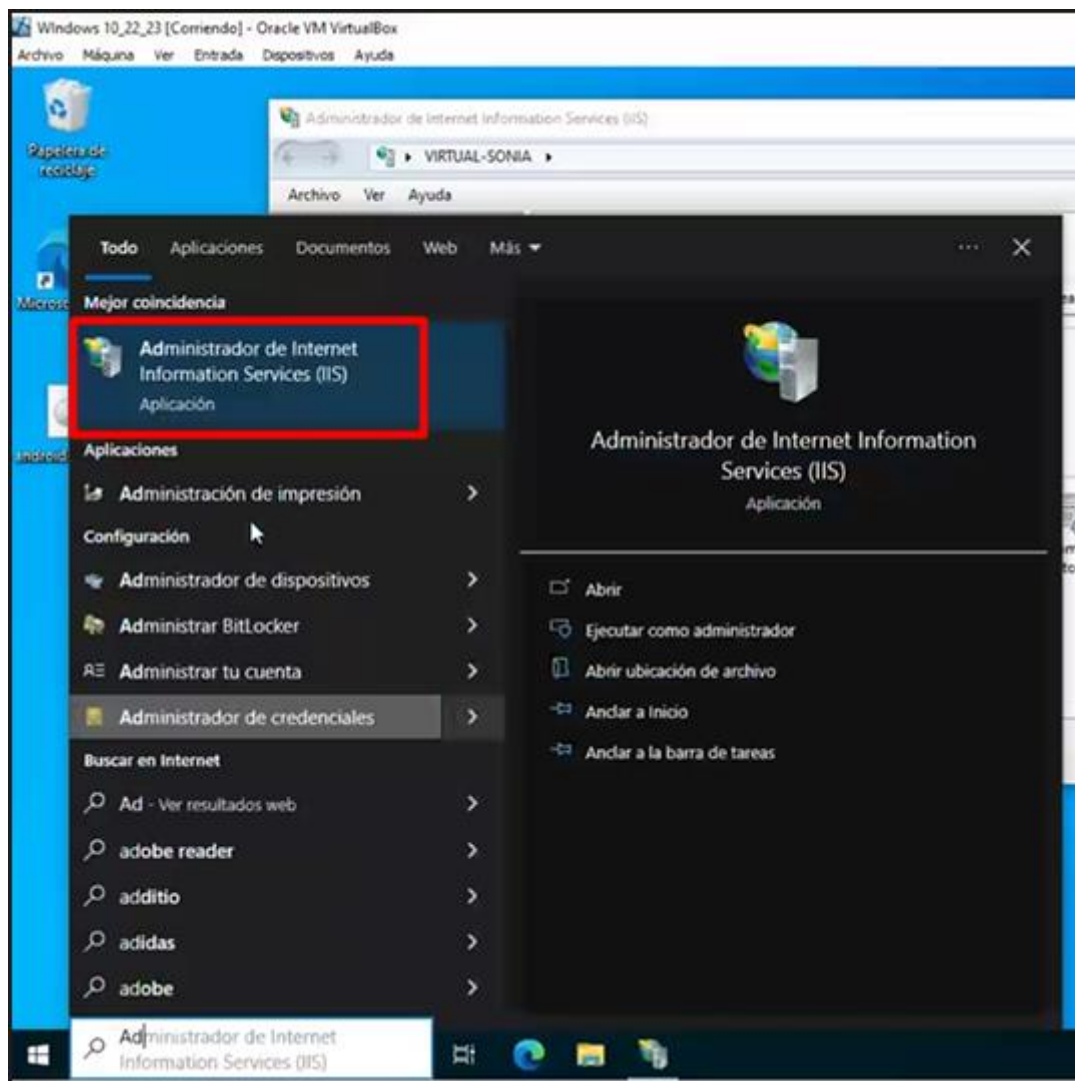 Windows 10_22_23 [Corriendo] - Oracle VM VirtualBox
Archivo Máquina Ver Entrada Dispositivos Ayuda
Papelera de
reciclaje
Administrador de Internet Information Services (IIS)
VIRTUAL-SONIA
Archivo Ver Ayuda
Todo Aplicaciones Documentos Web Más
Mejor coincidencia
Administrador de Internet
Information Services (IIS)
Aplicación
Aplicaciones
Administración de impresión
Configuración
Administrador de dispositivos
Administrar BitLocker
Administrar tu cuenta
Administrador de credenciales
Buscar en Internet
Ad - Ver resultados web
adobe reader
additio
adidas
adobe
Administrador de Internet
Information Services (IIS)
Administrador de Internet Information
Services (IIS)
Aplicación
Abrir
Ejecutar como administrador
Abrir ubicación de archivo
Anclar a Inicio
Anclar a la barra de tareas